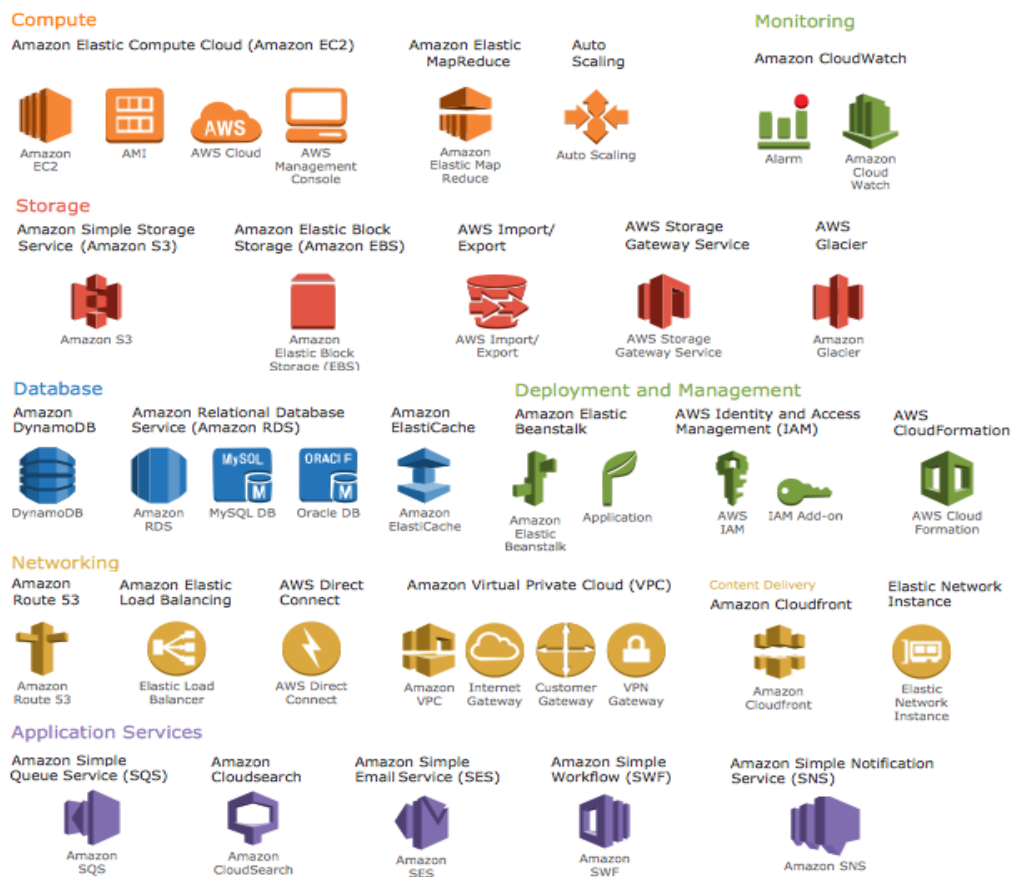 Compute
Monitoring
Amazon Elastic Compute Cloud (Amazon EC2)
Amazon Elastic
MapReduce
Auto
Scaling
Amazon CloudWatch
AWS
Amazon
EC2
AMI
AWS Cloud
AWS
Management
Console
Amazon
Elastic Map
Reduce
Auto Scaling
Alarm
Amazon
Cloud
Watch
Storage
Amazon Simple Storage
Service (Amazon S3)
Amazon Elastic Block
Storage (Amazon EBS)
AWS Import/
Export
AWS Storage
Gateway Service
AWS
Glacier
Amazon S3
Amazon
Elastic Block
Storage (EBS)
AWS Import/
Export
AWS Storage
Gateway Service
Amazon
Glacier
Database
Deployment and Management
Amazon
DynamoDB
Amazon Relational Database
Service (Amazon RDS)
Amazon
ElastiCache
Amazon Elastic
Beanstalk
AWS Identity and Access
Management (IAM)
AWS
CloudFormation
MySQL
M
ORACLE
M
DynamoDB
Amazon
RDS
MySQL DB
Oracle DB
Amazon
ElastiCache
Amazon
Elastic
Beanstalk
Application
AWS
IAM
IAM Add-on
AWS Cloud
Formation
Networking
Amazon
Route 53
Amazon Elastic
Load Balancing
AWS Direct
Connect
Amazon Virtual Private Cloud (VPC)
Content Delivery
Amazon Cloudfront
Elastic Network
Instance
Amazon
Route 53
Elastic Load
Balancer
AWS Direct
Connect
Amazon
VPC
Internet
Gateway
Customer
Gateway
VPN
Gateway
Amazon
Cloudfront
Elastic
Network
Instance
Application Services
Amazon Simple
Queue Service (SQS)
Amazon
Cloudsearch
Amazon Simple
Email Service (SES)
Amazon Simple
Workflow (SWF)
Amazon Simple Notification
Service (SNS)
Amazon
SQS
Amazon
CloudSearch
Amazon
SES
Amazon
SWF
Amazon SNS